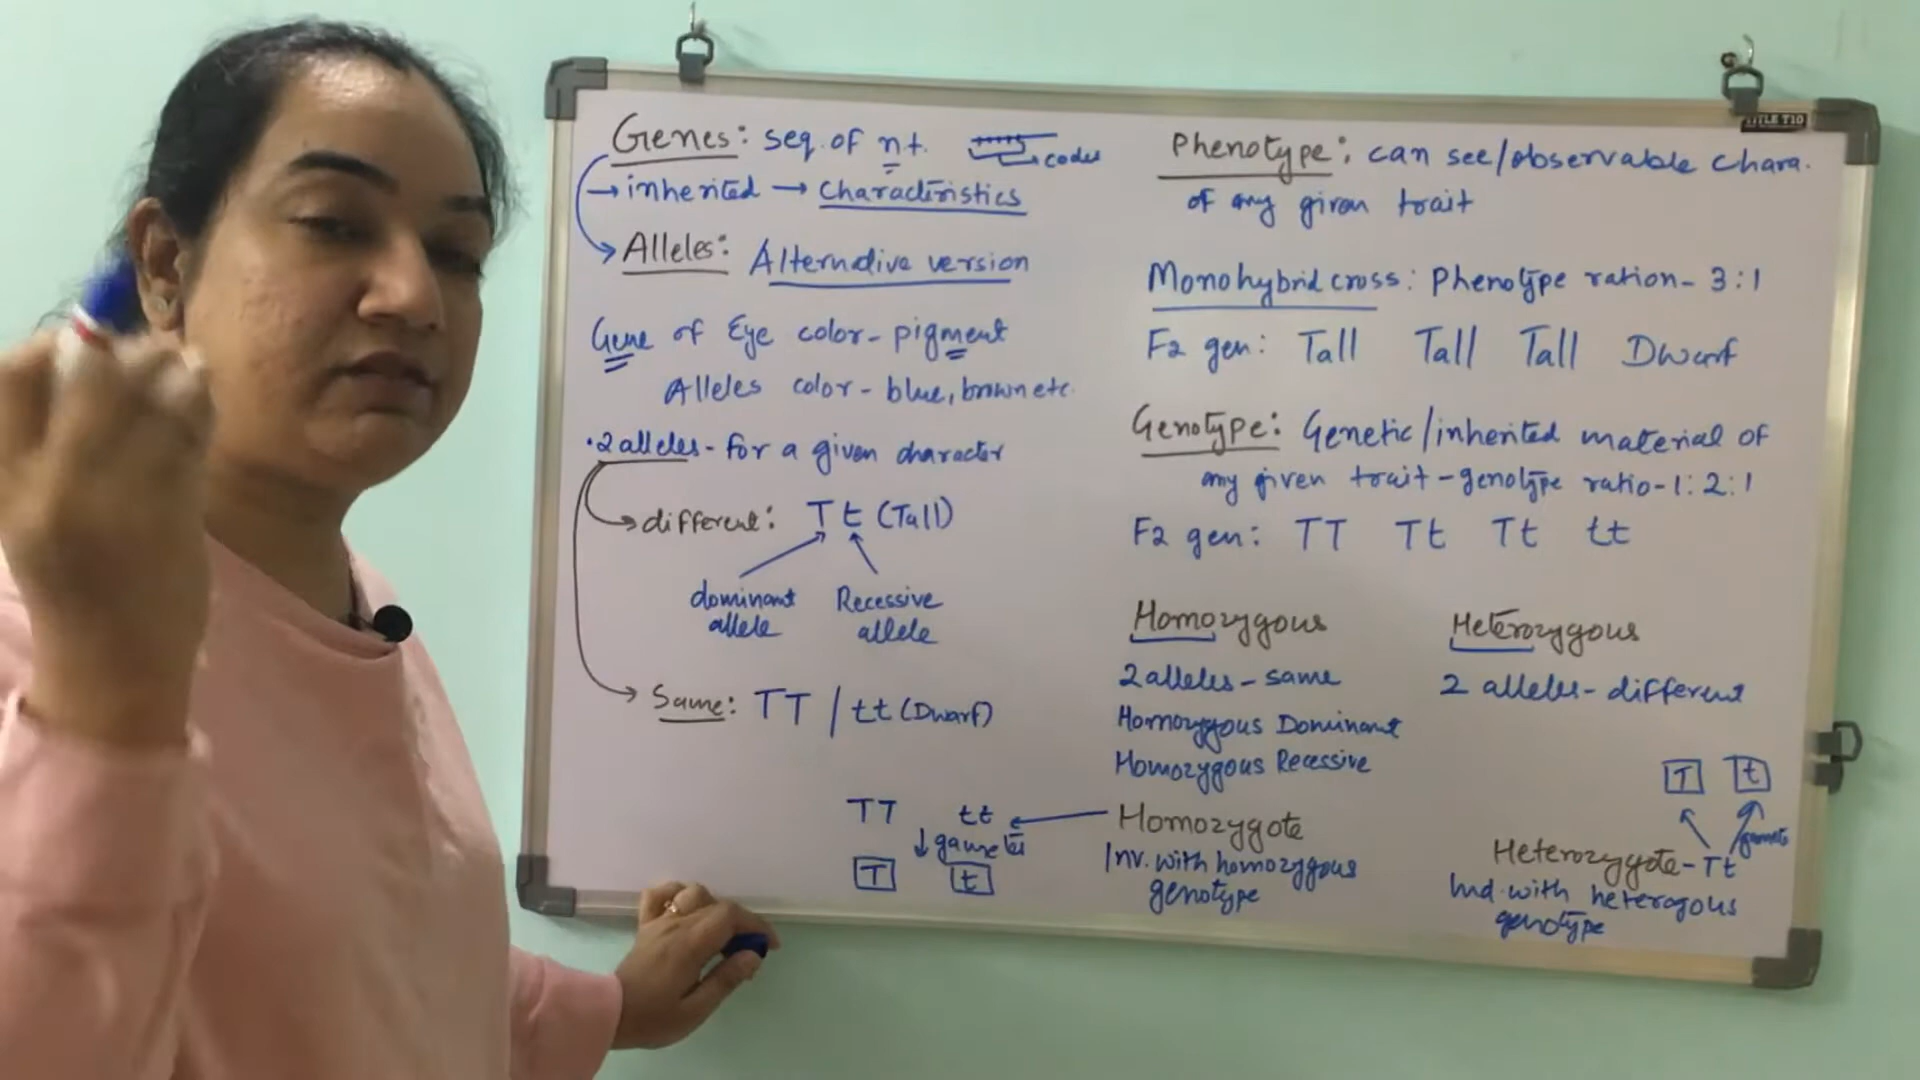 Genes: seq. of nt.
codes
→ inherited → Characteristics
Alleles: Alternative version
Gene of Eye color - pigment
Alleles color - blue, brown etc.
• 2 alleles - for a given character
→ different: Tt (Tall)
dominant allele
Recessive allele
→ Same: TT / tt (Dwarf)
TT tt
↓ gametes
T t
Phenotype: can see/observable chara.
of any given trait
Monohybrid cross: Phenotype ration - 3:1
F2 gen: Tall Tall Tall Dwarf
Genotype: Genetic/inherited material of
any given trait - genotype ratio - 1:2:1
F2 gen: TT Tt Tt tt
Homozygous
2 alleles - same
Homozygous Dominant
Homozygous Recessive
Homozygote
Inv. with homozygous
genotype
Heterozygous
2 alleles - different
T t
gamets
Heterozygote - Tt
Ind. with heterogous
genotype